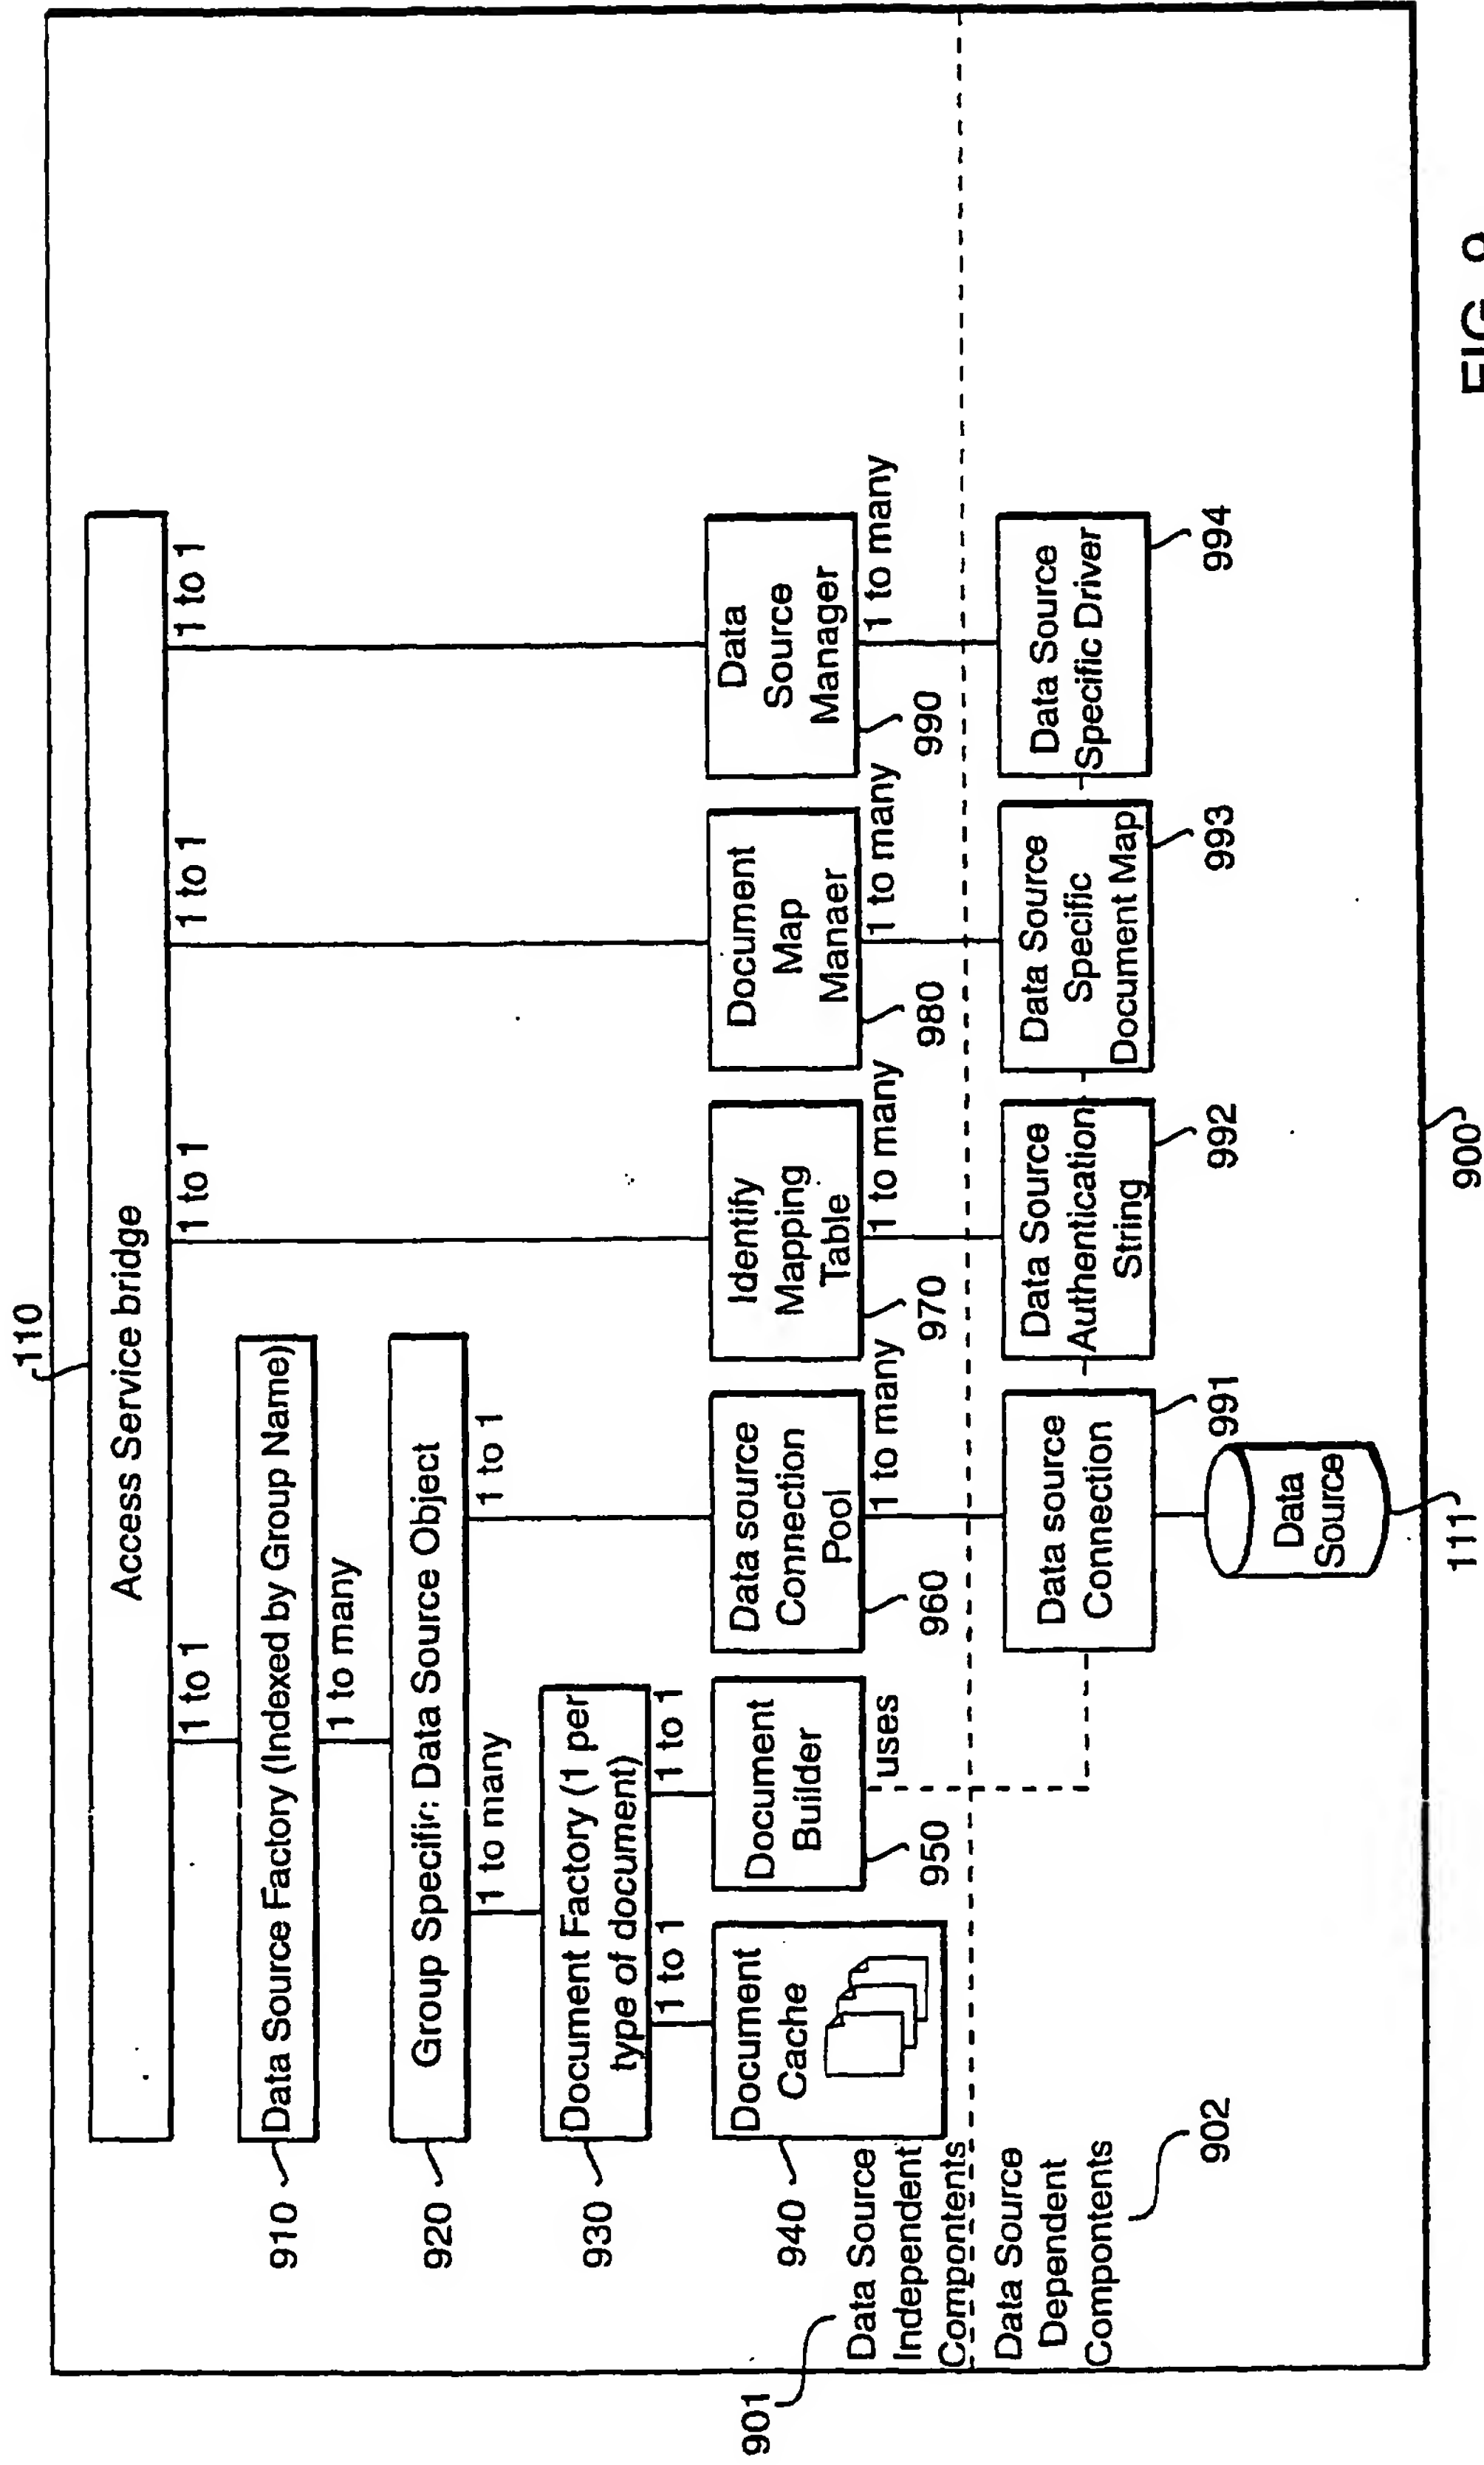 110
Access Service bridge
1 to 1
1 to 1
1 to 1
1 to 1
910
Data Source Factory (Indexed by Group Name)
1 to many
920
Group Specific Data Source Object
1 to many
1 to 1
930
Document Factory (1 per
type of document)
1 to 1
1 to 1
940
Document
Cache
Document
Builder
950
uses
Data source
Connection
Pool
960
1 to many
Identify
Mapping
Table
970
1 to many
Document
Map
Manaer
980
1 to many
Data
Source
Manager
990
1 to many
901
Data Source
Independent
Compontents
Data Source
Dependent
Compontents
902
Data source
Connection
991
Data Source
Authentication
String
992
Data Source
Specific
Document Map
993
Data Source
Specific Driver
994
Data
Source
111
900
FIG. 9